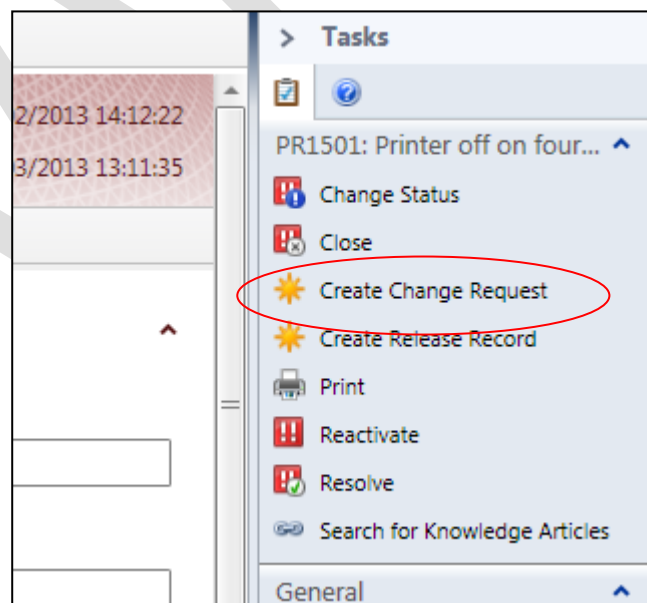 > Tasks
2/2013 14:12:22
3/2013 13:11:35
PR1501: Printer off on four...
Change Status
Close
Create Change Request
Create Release Record
Print
Reactivate
Resolve
Search for Knowledge Articles
General